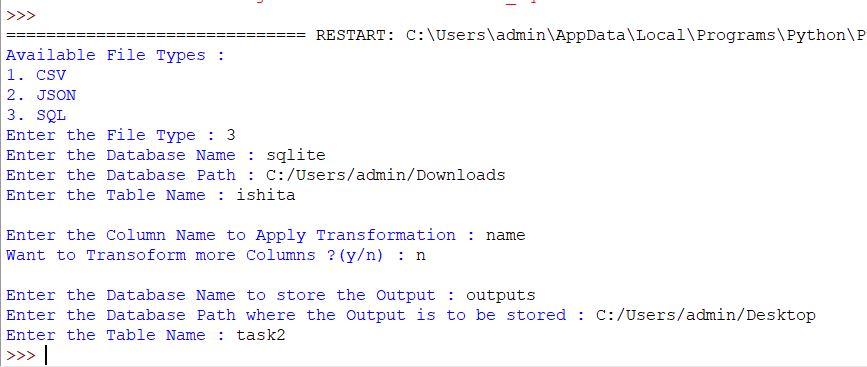 >>>
============================== RESTART: C:\Users\admin\AppData\Local\Programs\Python\P
Available File Types :
1. CSV
2. JSON
3. SQL
Enter the File Type : 3
Enter the Database Name : sqlite
Enter the Database Path : C:/Users/admin/Downloads
Enter the Table Name : ishita
Enter the Column Name to Apply Transformation : name
Want to Transoform more Columns ?(y/n) : n
Enter the Database Name to store the Output : outputs
Enter the Database Path where the Output is to be stored : C:/Users/admin/Desktop
Enter the Table Name : task2
>>>